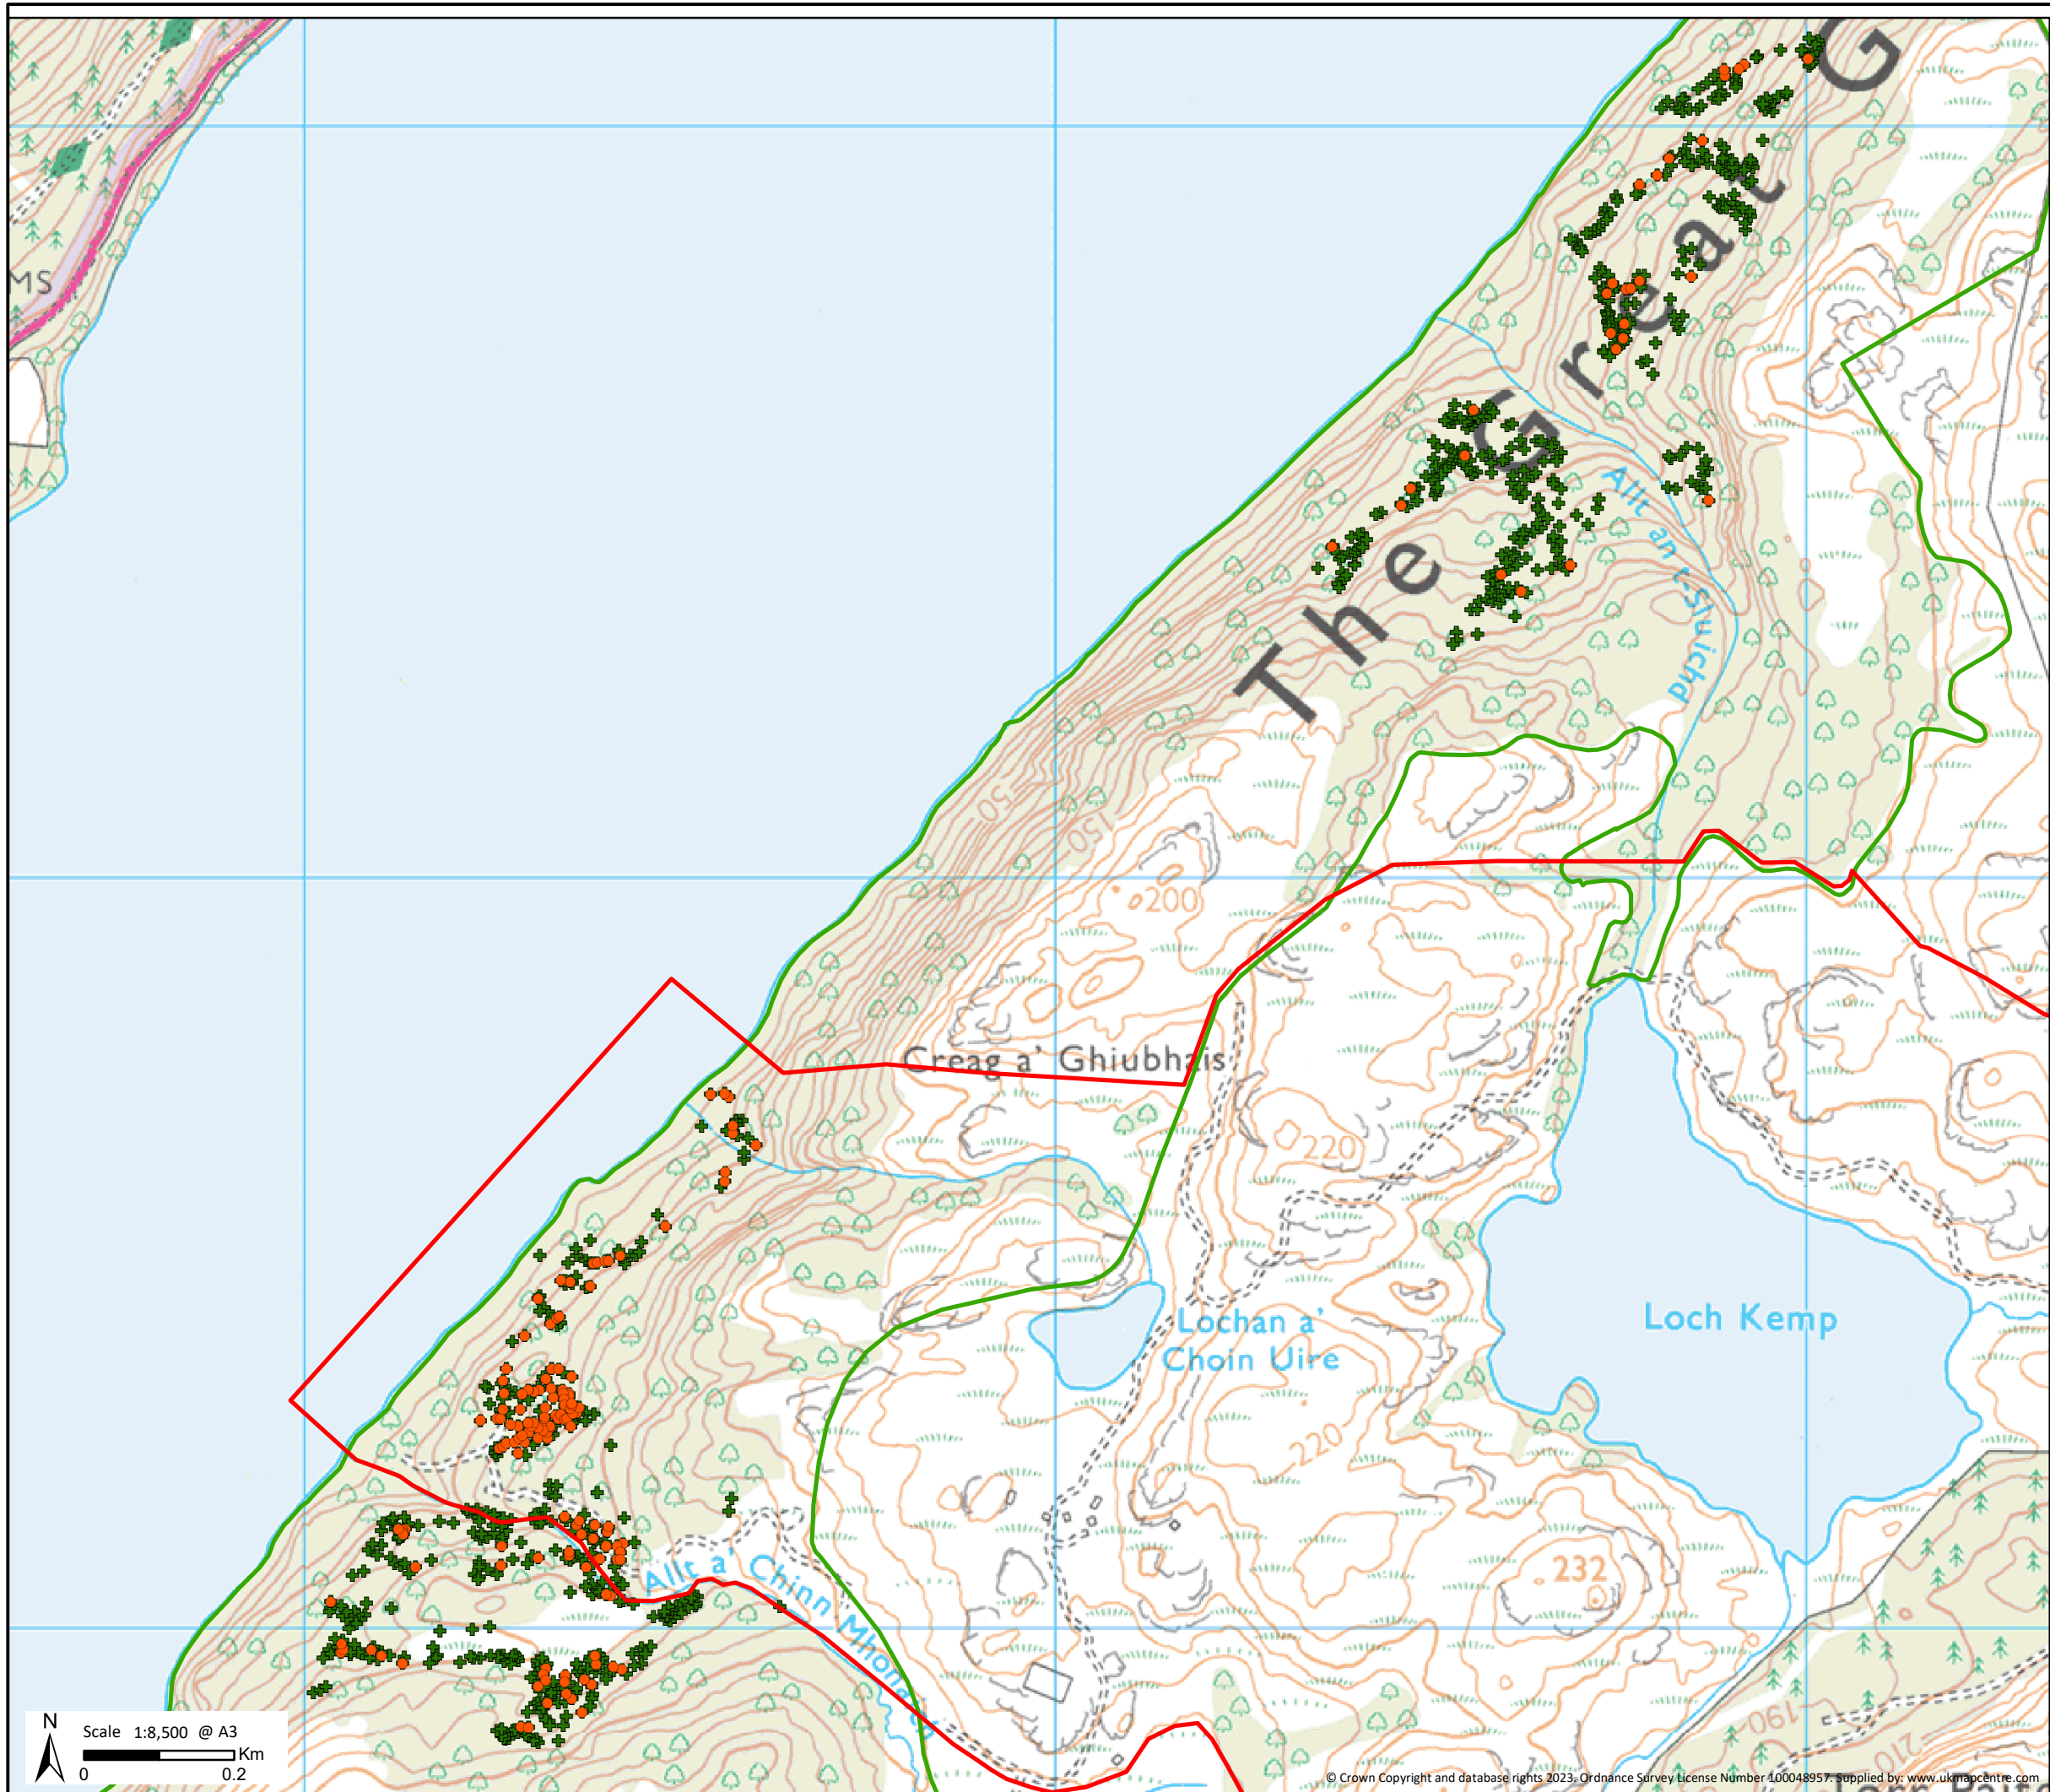 G
MS
The Great
Allt an t-Sluichd
50
150
200
Creag a' Ghiubhais
220
Lochan a'
Choin Uire
Loch Kemp
220
232
Allt a' Chinn Mhonaich
190
210
N
Scale 1:8,500 @ A3
Km
0 0.2
© Crown Copyright and database rights 2023. Ordnance Survey License Number 100048957. Supplied by: www.ukmapcentre.com